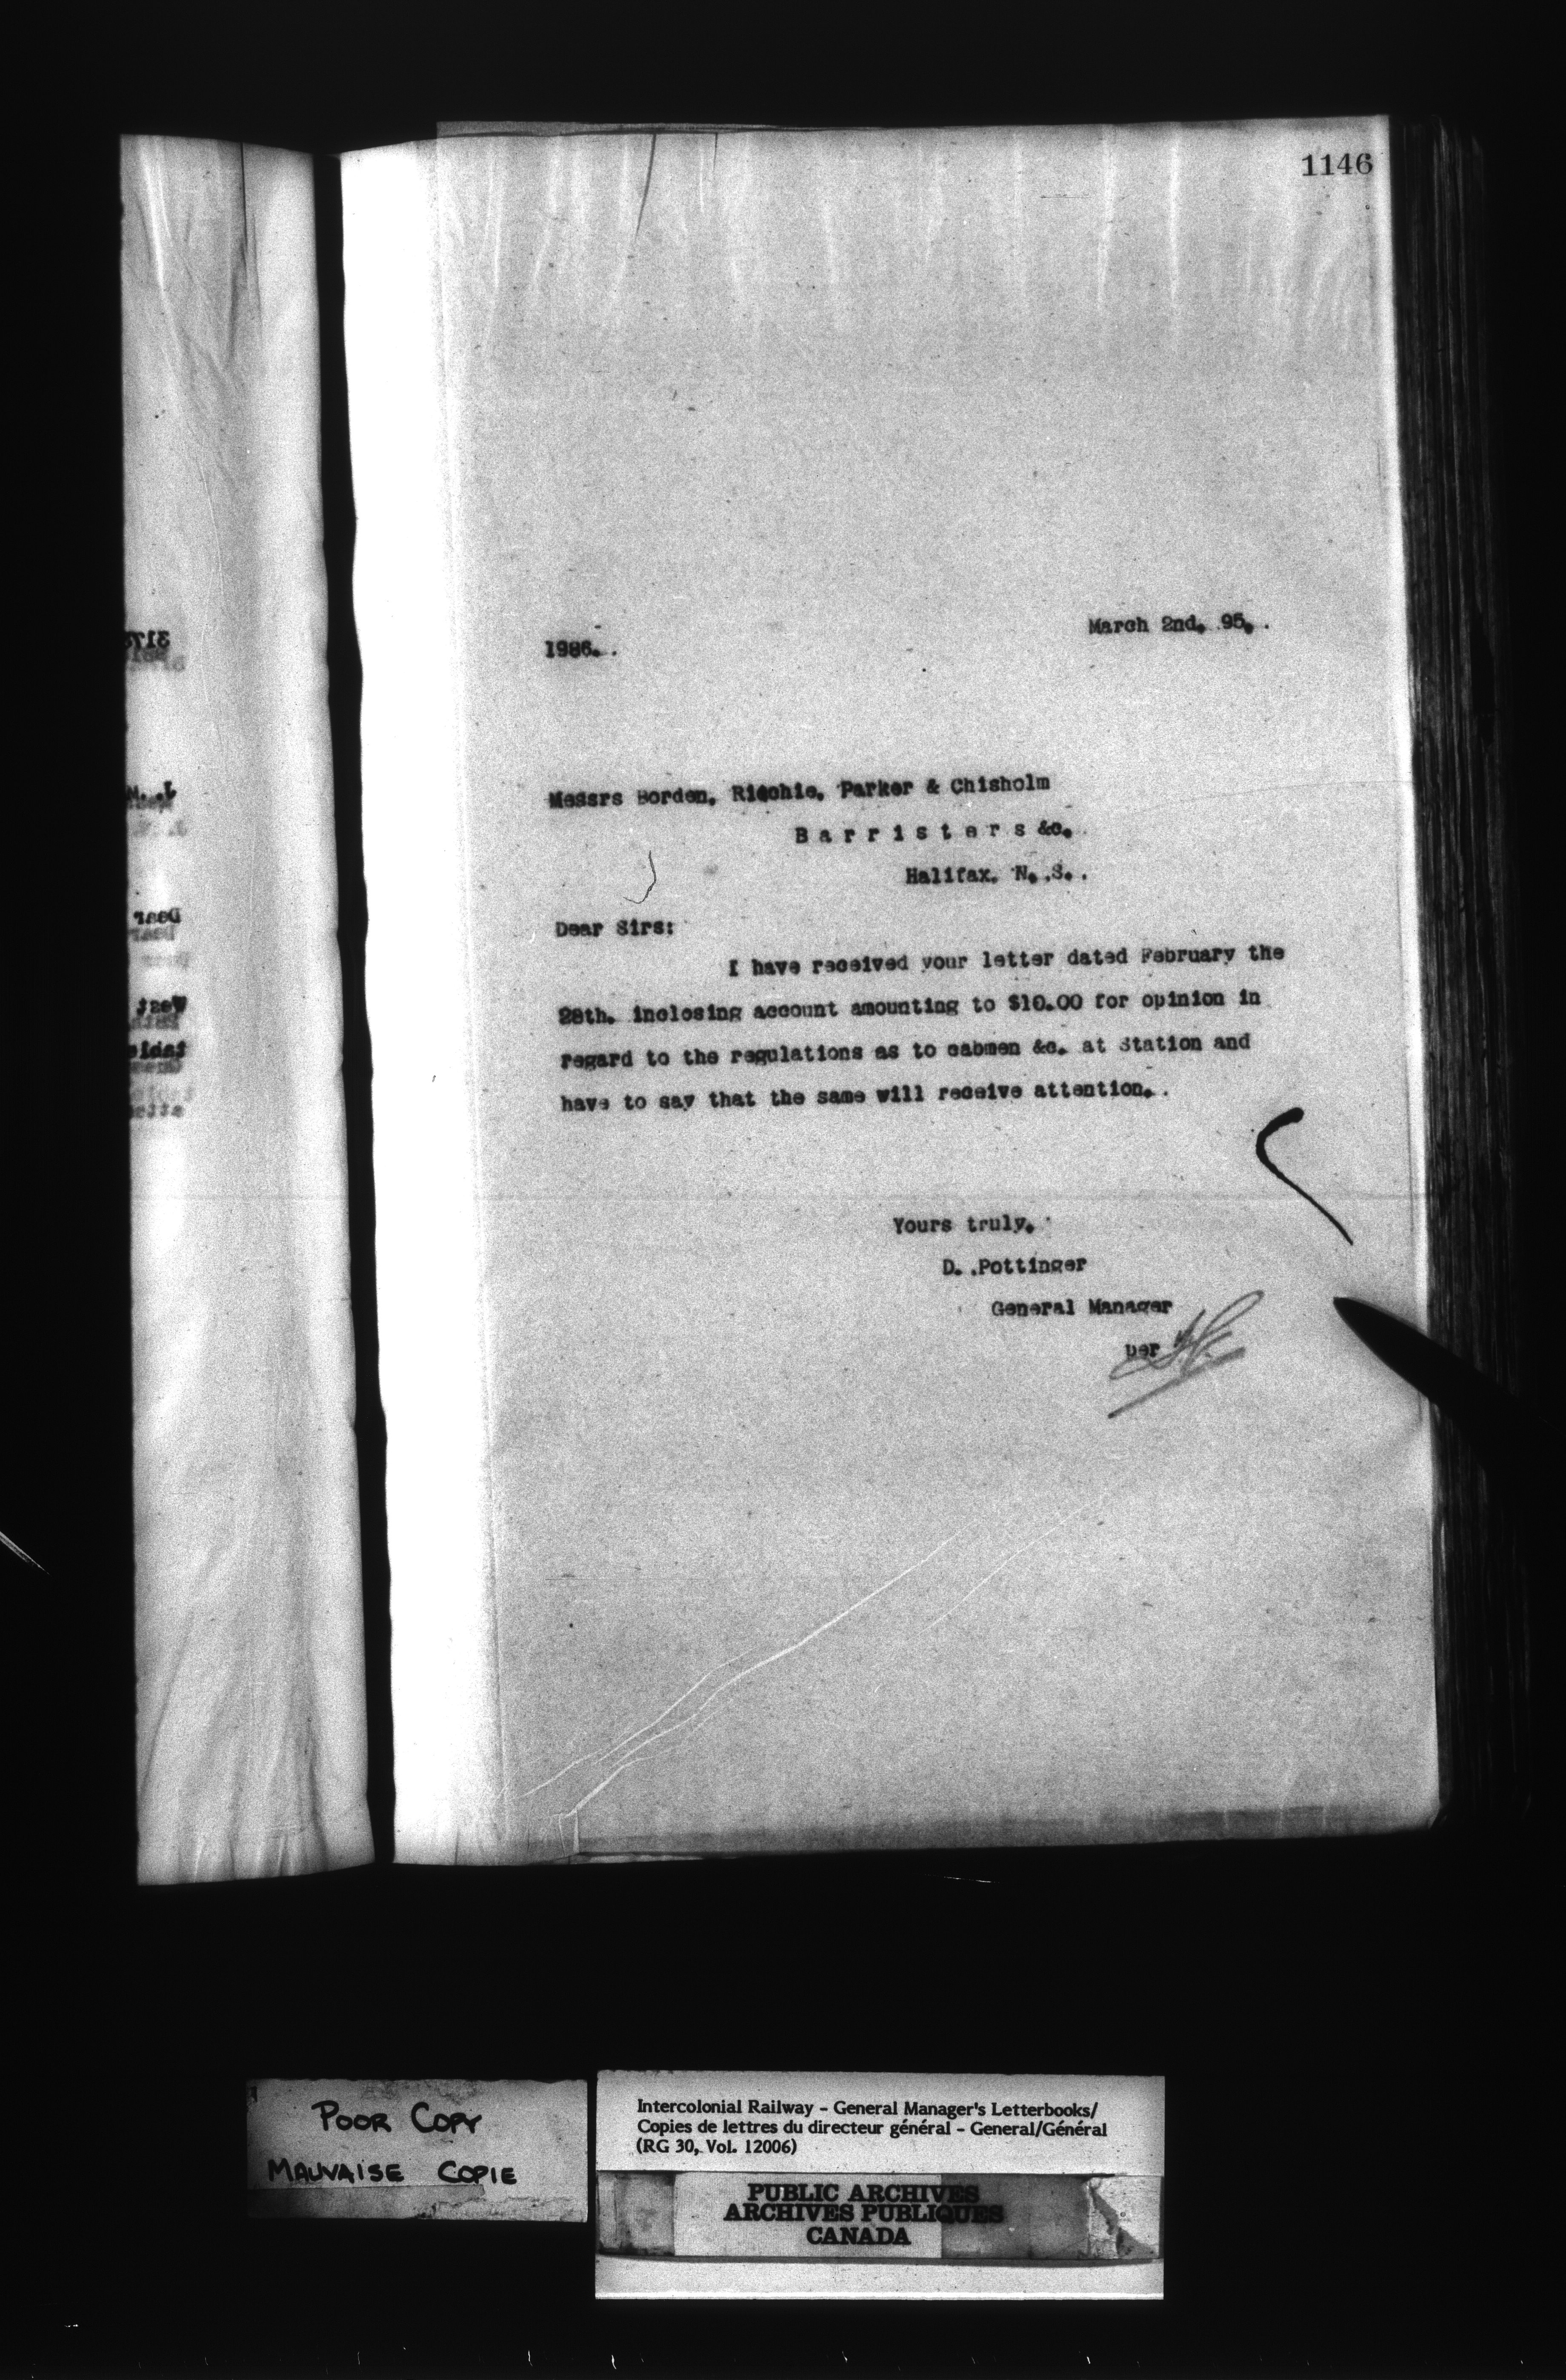 1146
March 2nd. 95.
1986.
Messrs Borden, Ritchie, Parker & Chisholm
Barristers &c.
Halifax. N. S.
Dear Sirs:
I have received your letter dated February the
28th. inclosing account amounting to $10.00 for opinion in
regard to the regulations as to cabmen &c. at Station and
have to say that the same will receive attention.
Yours truly.
D. Pottinger
General Manager
per
POOR COPY
MAUVAISE COPIE
Intercolonial Railway - General Manager's Letterbooks/
Copies de lettres du directeur général - General/Général
(RG 30, Vol. 12006)
PUBLIC ARCHIVES
ARCHIVES PUBLIQUES
CANADA